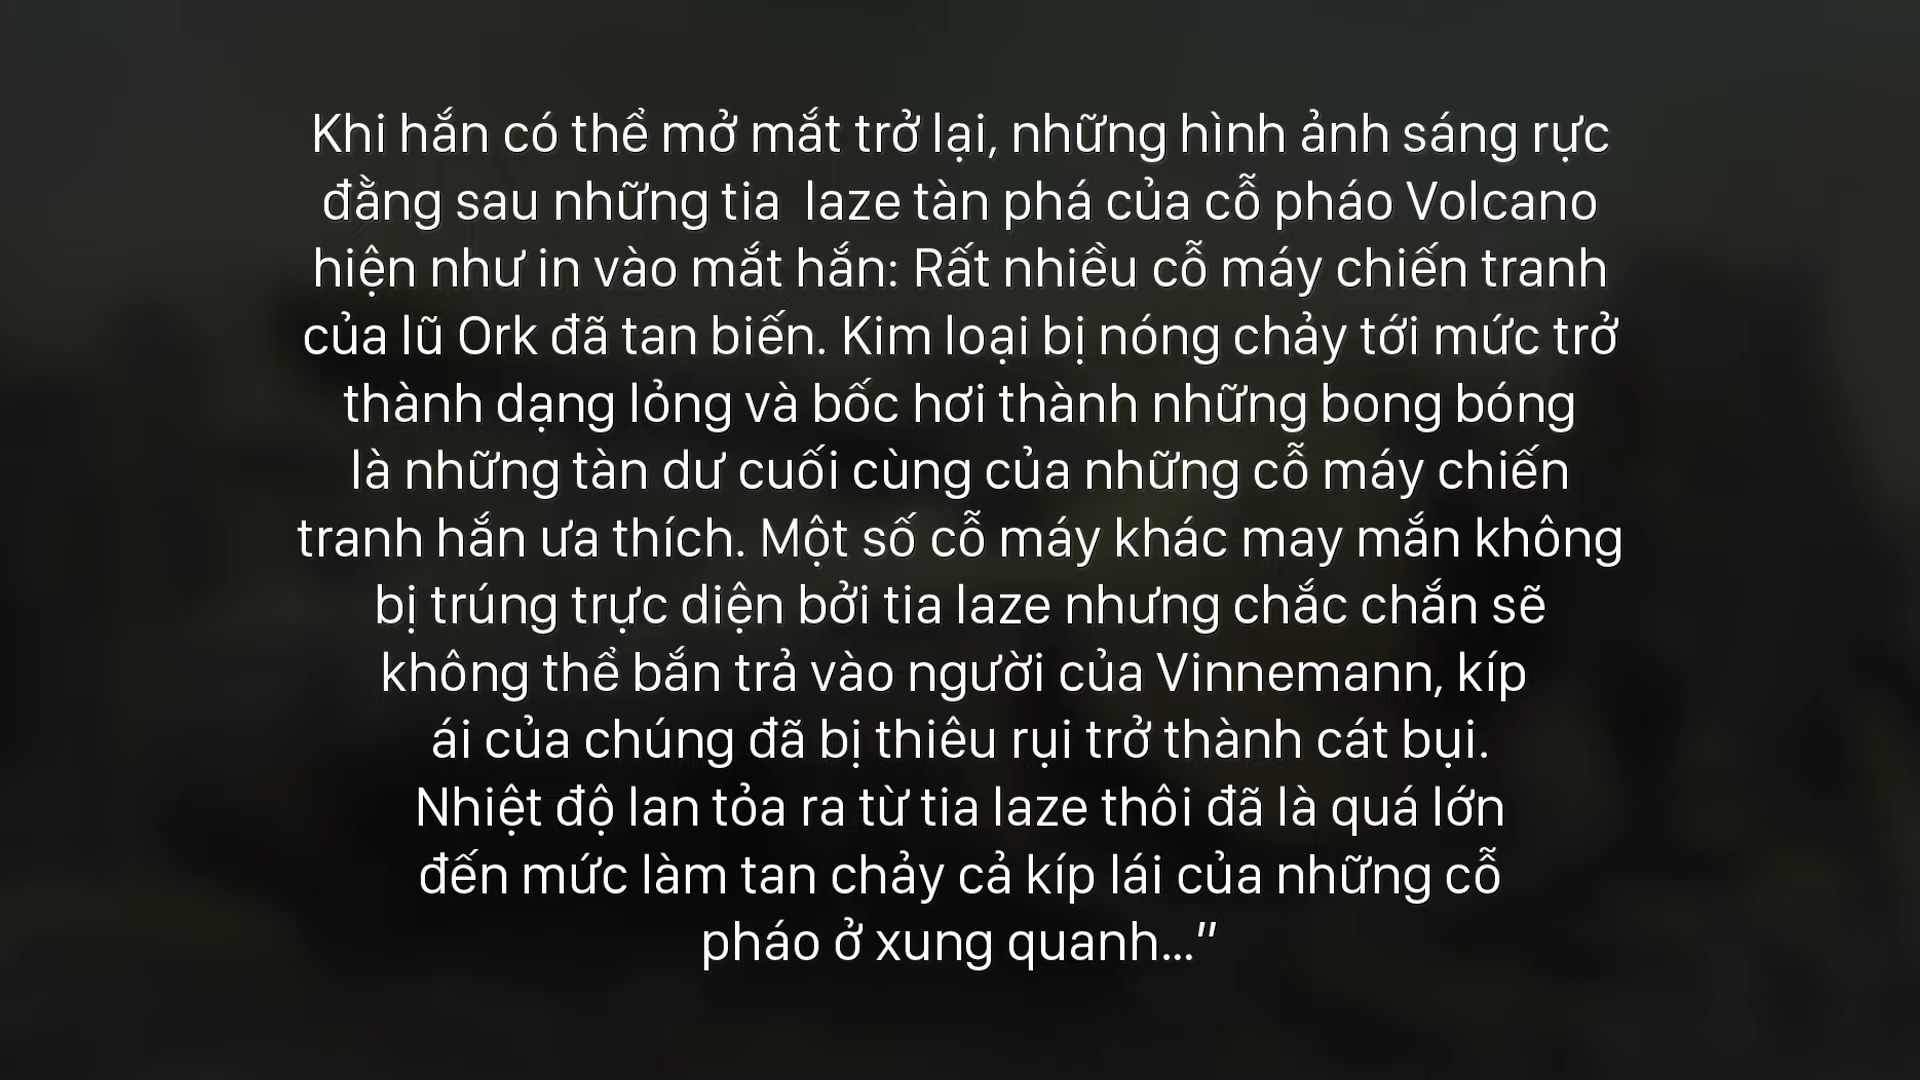 Khi hắn có thể mở mắt trở lại, những hình ảnh sáng rực
đằng sau những tia  laze tàn phá của cỗ pháo Volcano
hiện như in vào mắt hắn: Rất nhiều cỗ máy chiến tranh
của lũ Ork đã tan biến. Kim loại bị nóng chảy tới mức trở
thành dạng lỏng và bốc hơi thành những bong bóng
là những tàn dư cuối cùng của những cỗ máy chiến
tranh hắn ưa thích. Một số cỗ máy khác may mắn không
bị trúng trực diện bởi tia laze nhưng chắc chắn sẽ
không thể bắn trả vào người của Vinnemann, kíp
ái của chúng đã bị thiêu rụi trở thành cát bụi.
Nhiệt độ lan tỏa ra từ tia laze thôi đã là quá lớn
đến mức làm tan chảy cả kíp lái của những cỗ
pháo ở xung quanh..."